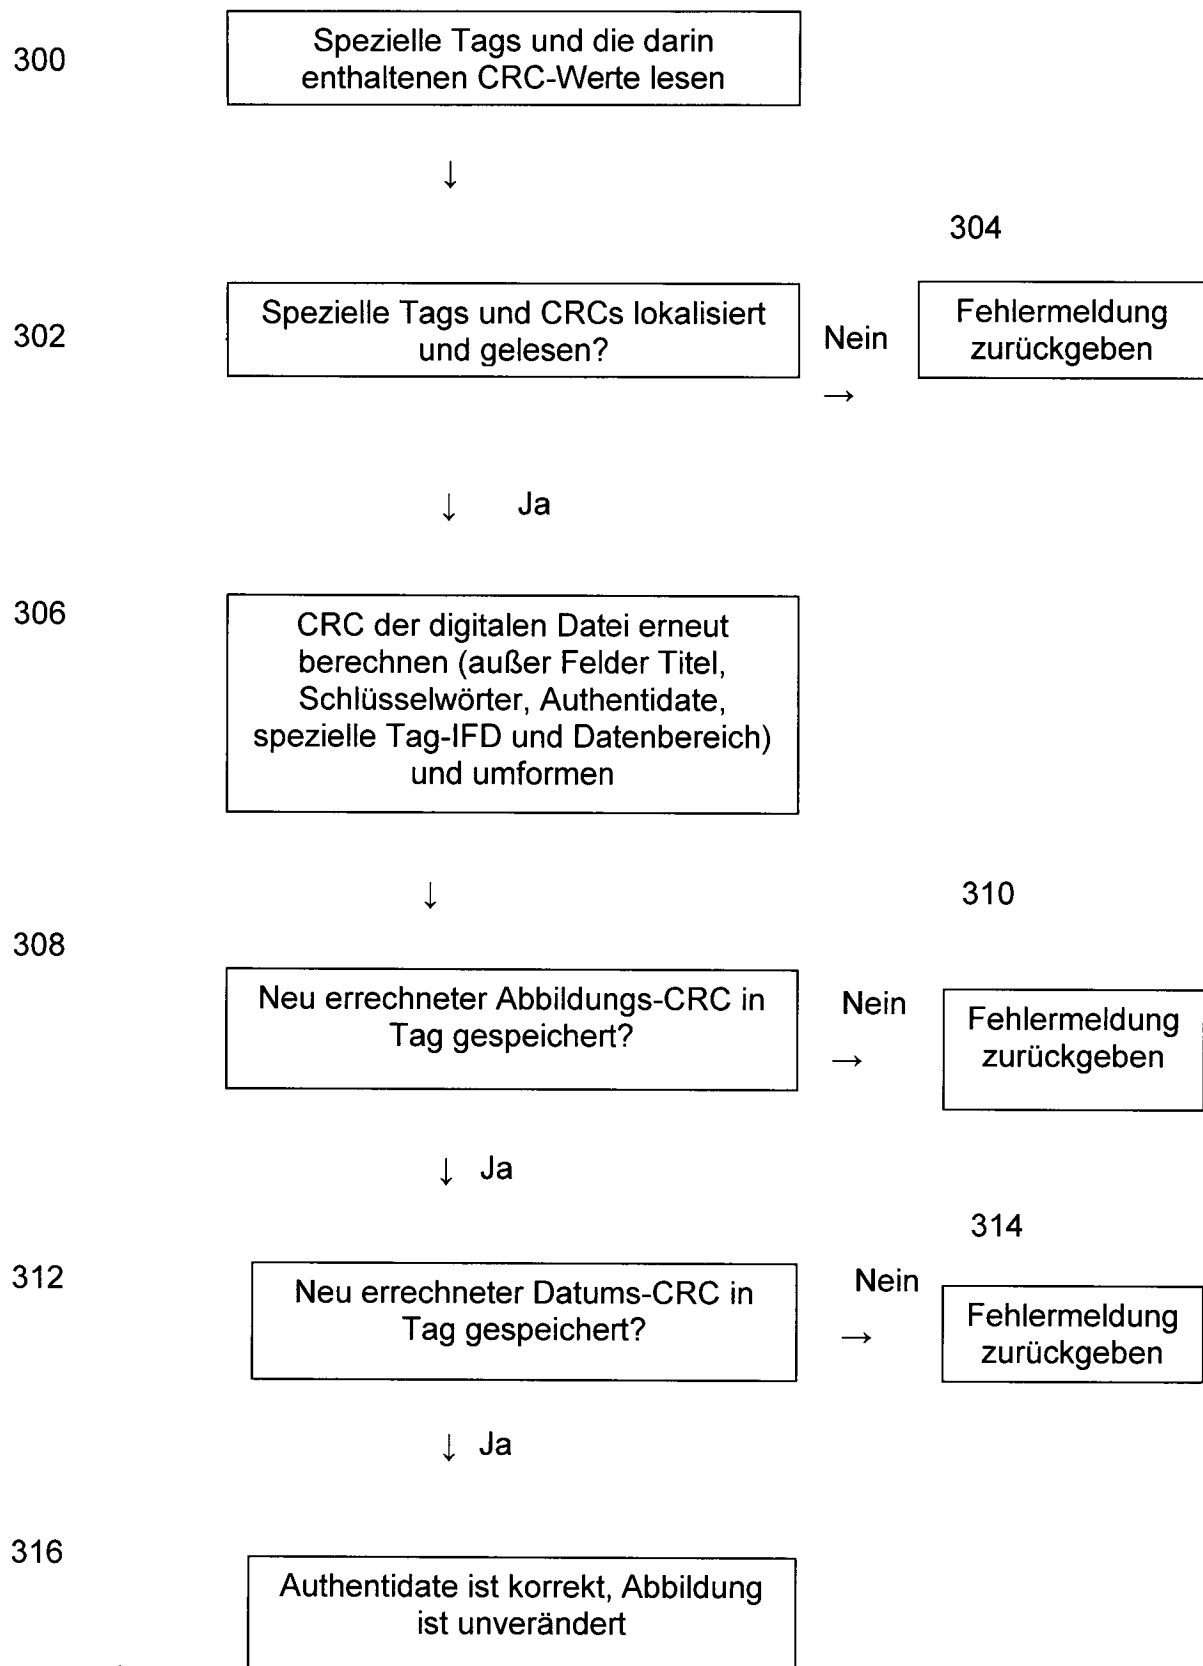 300
Spezielle Tags und die darin
enthaltenen CRC-Werte lesen
↓
304
302
Spezielle Tags und CRCs lokalisiert
und gelesen?
Nein
→
Fehlermeldung
zurückgeben
↓ Ja
306
CRC der digitalen Datei erneut
berechnen (außer Felder Titel,
Schlüsselwörter, Authentidate,
spezielle Tag-IFD und Datenbereich)
und umformen
↓
310
308
Neu errechneter Abbildungs-CRC in
Tag gespeichert?
Nein
→
Fehlermeldung
zurückgeben
↓ Ja
314
312
Neu errechneter Datums-CRC in
Tag gespeichert?
Nein
→
Fehlermeldung
zurückgeben
↓ Ja
316
Authentidate ist korrekt, Abbildung
ist unverändert